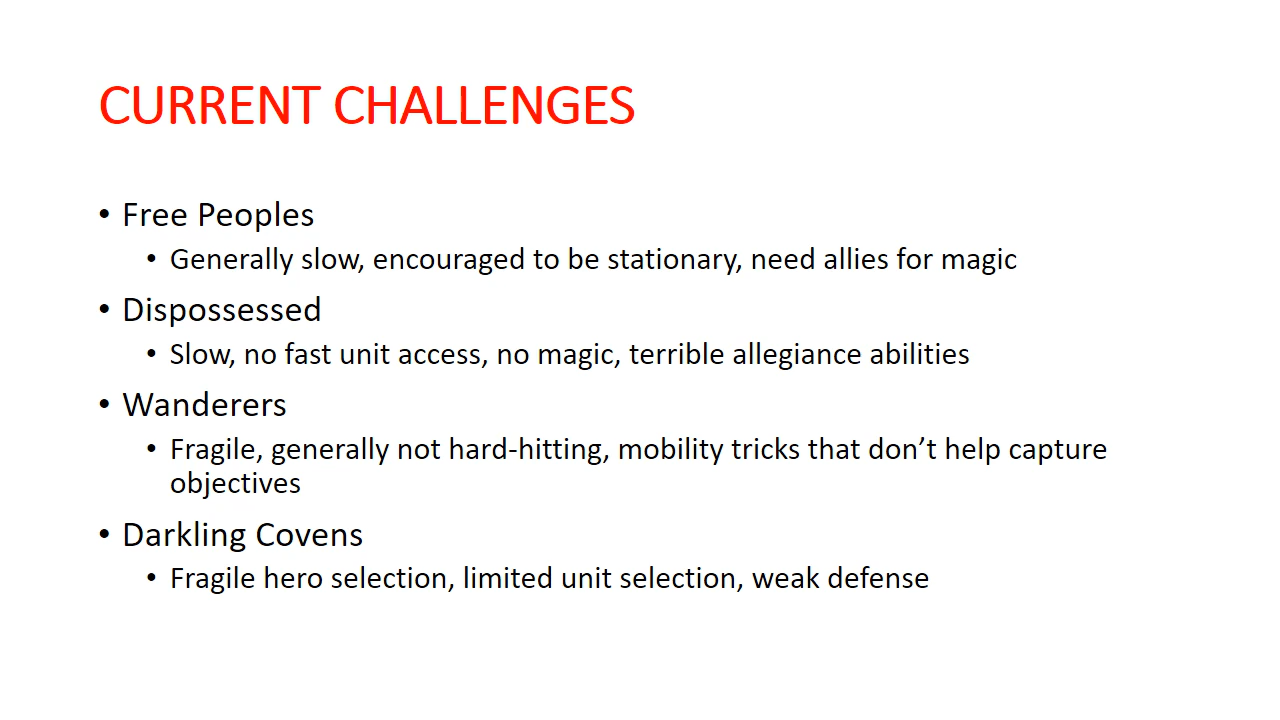 CURRENT CHALLENGES
• Free Peoples
• Generally slow, encouraged to be stationary, need allies for magic
• Dispossessed
• Slow, no fast unit access, no magic, terrible allegiance abilities
• Wanderers
• Fragile, generally not hard-hitting, mobility tricks that don’t help capture
objectives
• Darkling Covens
• Fragile hero selection, limited unit selection, weak defense